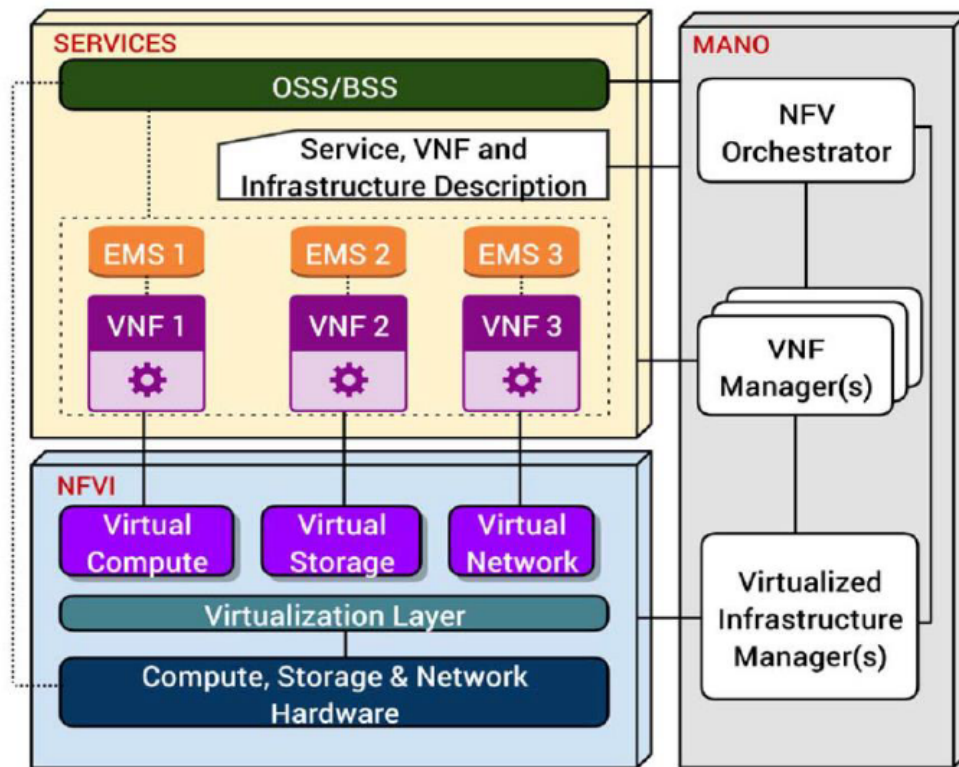 SERVICES
OSS/BSS
Service, VNF and
Infrastructure Description
EMS 1
EMS 2
EMS 3
VNF 1
VNF 2
VNF 3
NFVI
Virtual
Compute
Virtual
Storage
Virtual
Network
Virtualization Layer
Compute, Storage & Network
Hardware
MANO
NFV
Orchestrator
VNF
Manager(s)
Virtualized
Infrastructure
Manager(s)